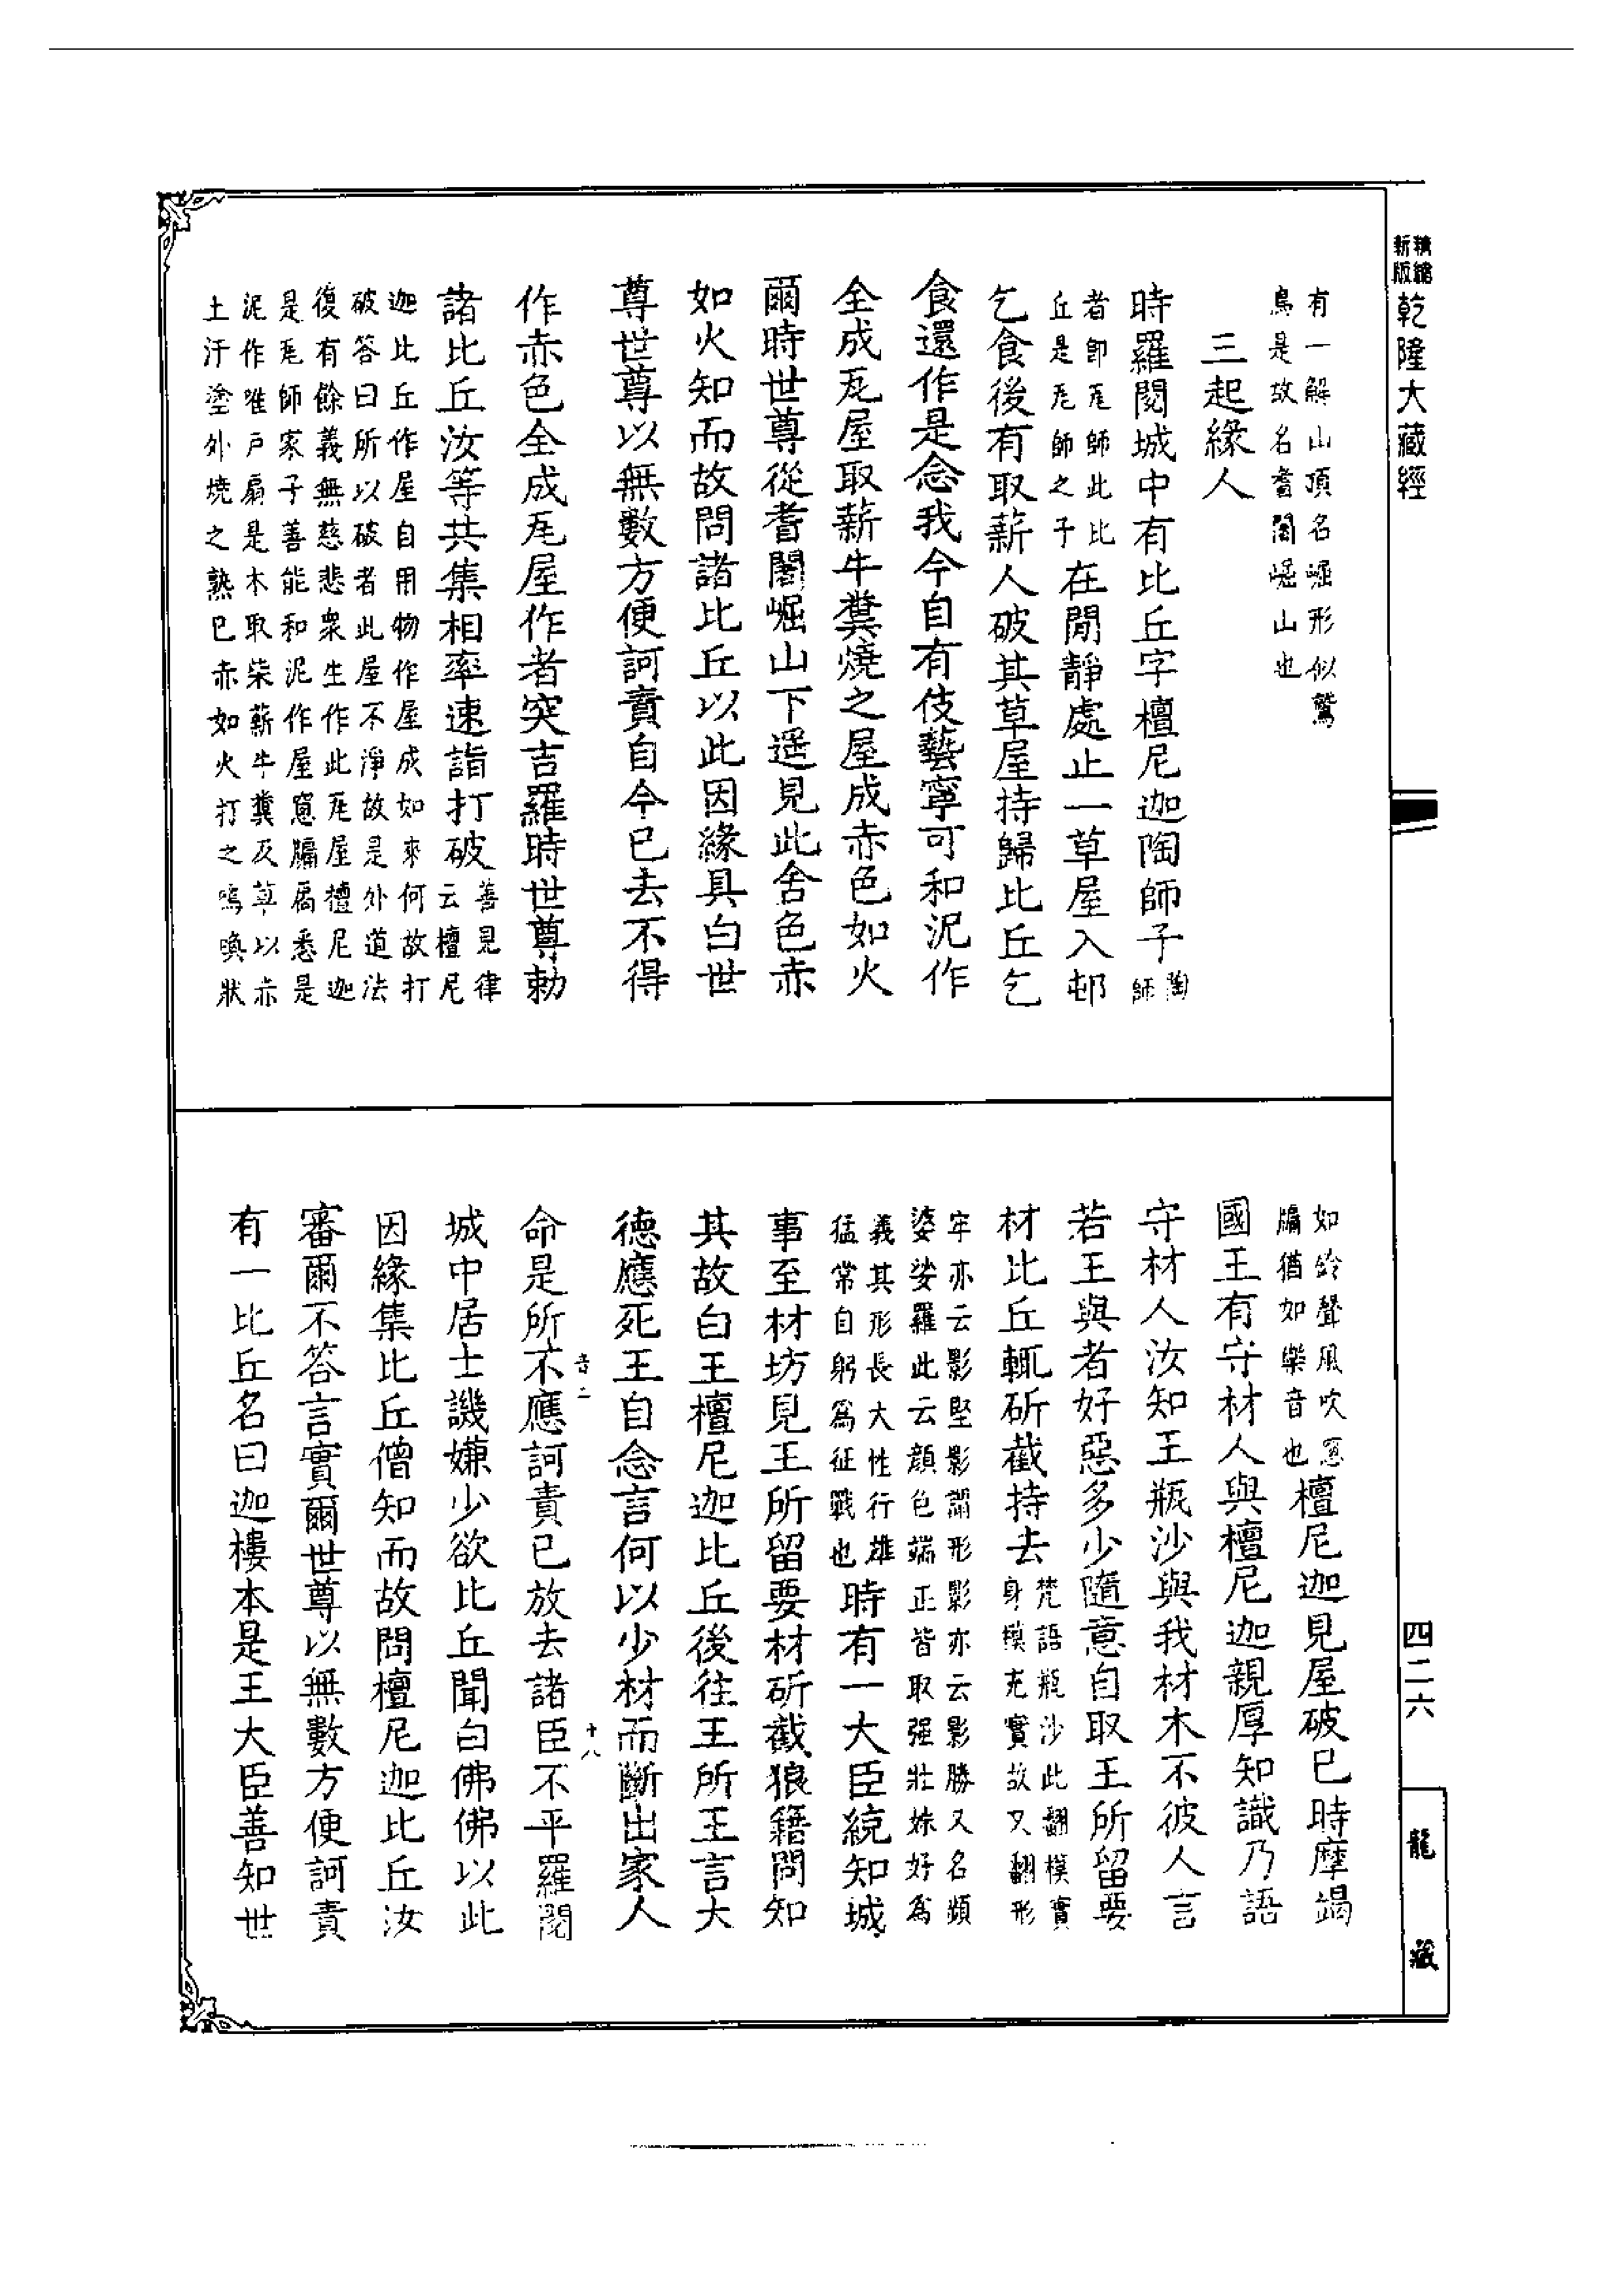 新版精縮
乾隆大藏經
有一解山頂名崛形似鷲
鳥是故名耆闍崛山也
三起緣人
時羅閱城中有比丘字檀尼迦陶師子陶師
者即瓦師此比
丘是瓦師之子
在閒靜處止一草屋入邨
乞食後有取薪人破其草屋持歸比丘乞
食還作是念我今自有伎藝寧可和泥作
全成瓦屋取薪牛糞燒之屋成赤色如火
爾時世尊從耆闍崛山下遥見此舍色赤
如火知而故問諸比丘以此因緣具白世
尊世尊以無數方便訶責自今已去不得
作赤色全成瓦屋作者突吉羅時世尊勅
諸比丘汝等共集相率速詣打破
善見律
云檀尼
迦比丘作屋自用物作屋成如來何故打
破答曰所以破者此屋不淨故是外道法
復有餘義無慈悲衆生作此瓦屋檀尼迦
是瓦師家子善能和泥作屋窻牖扇悉是
泥作唯戶扇是木取柴薪牛糞及草以赤
土汗塗外燒之熟已赤如火打之鳴喚狀
如鈴聲風吹窻
牖猶如樂音也
檀尼迦見屋破已時摩竭
國王有守材人與檀尼迦親厚知識乃語
守材人汝知王瓶沙與我材木不彼人言
若王與者好惡多少隨意自取王所留要
材比丘輒斫截持去
梵語瓶沙此翻模實
身模充實故又翻形
牢亦云影堅影謂形影亦云影勝又名頻
婆娑羅此云顔色端正皆取强壯姝好爲
義其形長大性行雄
猛常自躬爲征戰也
時有一大臣統知城
事至材坊見王所留要材斫截狼籍問知
其故白王檀尼迦比丘後往王所王言大
德應死王自念言何以少材而斷出家人
命是所不應訶責已放去諸臣不平羅閱
音二
十八
城中居士譏嫌少欲比丘聞白佛佛以此
因緣集比丘僧知而故問檀尼迦比丘汝
審爾不答言實爾世尊以無數方便訶責
有一比丘名曰迦樓本是王大臣善知世
四二六
龍藏